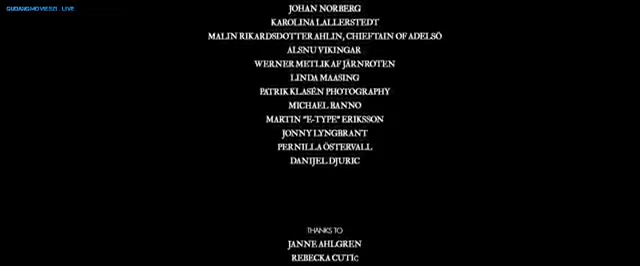 GUDANGMOVIES21.LIVE
JOHAN NORBERG
KAROLINA LALLERSTEDT
MALIN RIKARDSDOTTER AHLIN, CHIEFTAIN OF ADELSÖ
ALSNU VIKINGAR
WERNER METLIK AF JÄRNROTEN
LINDA MAASING
PATRIK KLASÉN PHOTOGRAPHY
MICHAEL BANNO
MARTIN "E-TYPE" ERIKSSON
JONNY LYNGBRANT
PERNILLA ÖSTERVALL
DANIJEL DJURIC
THANKS TO
JANNE AHLGREN
REBECKA CUTIĆ